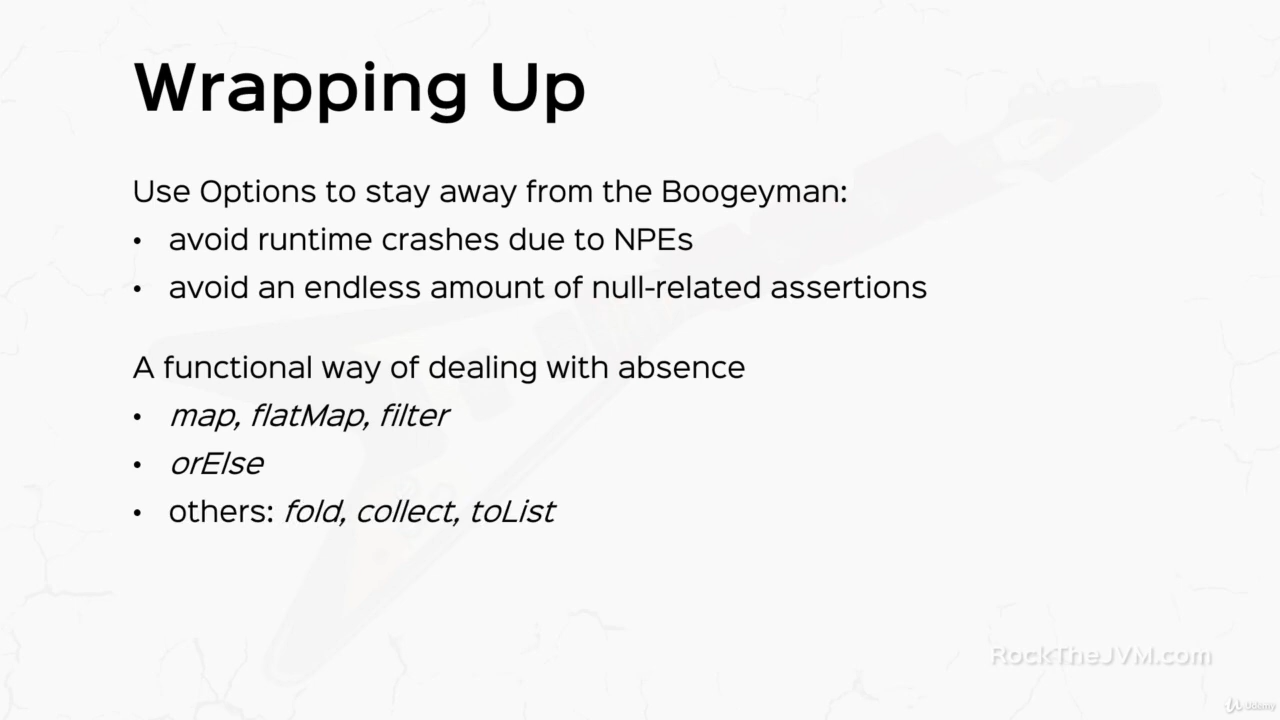 Wrapping Up
Use Options to stay away from the Boogeyman:
• avoid runtime crashes due to NPEs
• avoid an endless amount of null-related assertions
A functional way of dealing with absence
• map, flatMap, filter
• orElse
• others: fold, collect, toList
RockTheJVM.com
Udemy